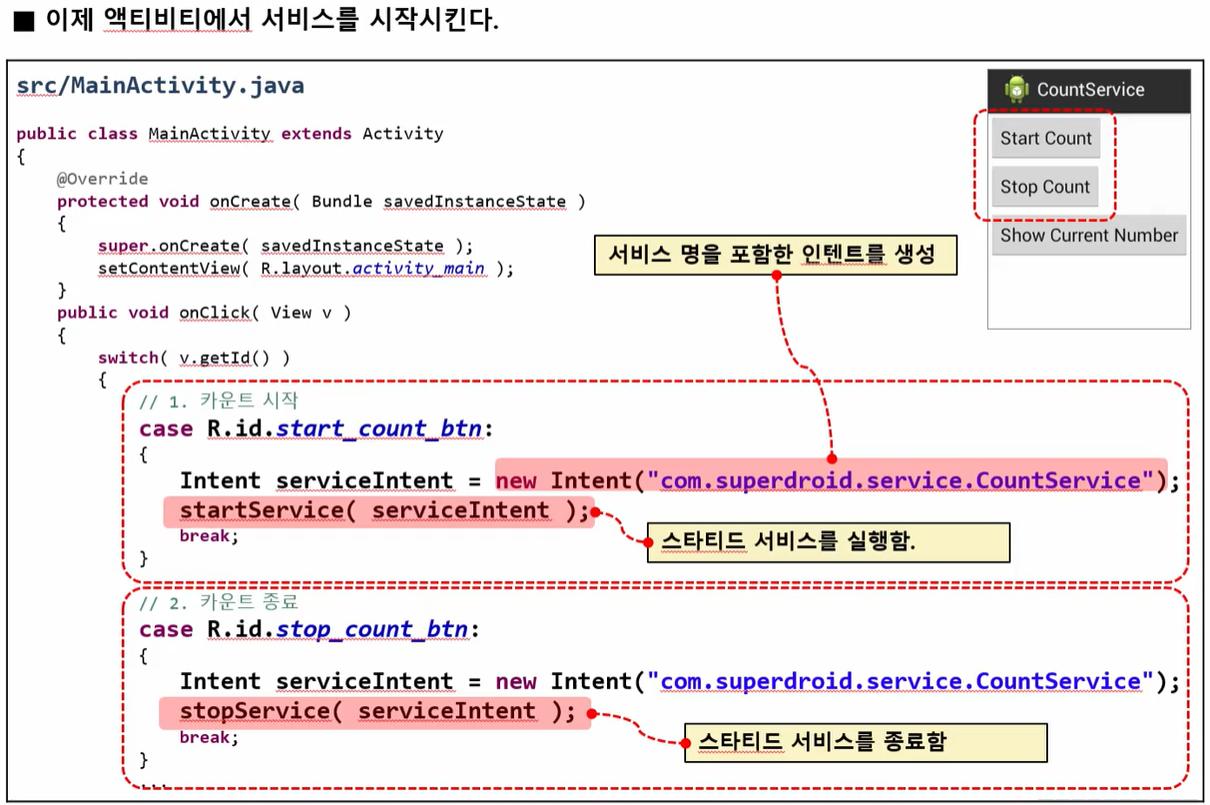 ■ 이제 액티비티에서 서비스를 시작시킨다.
src/MainActivity.java
public class MainActivity extends Activity
{
@Override
protected void onCreate( Bundle savedInstanceState )
{
super.onCreate( savedInstanceState );
setContentView( R.layout.activity_main );
}
public void onClick( View v )
{
switch( v.getId() )
{
// 1. 카운트 시작
case R.id.start_count_btn:
{
Intent serviceIntent = new Intent("com.superdroid.service.CountService");
startService( serviceIntent );
break;
}
// 2. 카운트 종료
case R.id.stop_count_btn:
{
Intent serviceIntent = new Intent("com.superdroid.service.CountService");
stopService( serviceIntent );
break;
}
...
서비스 명을 포함한 인텐트를 생성
스타티드 서비스를 실행함.
스타티드 서비스를 종료함
CountService
Start Count
Stop Count
Show Current Number